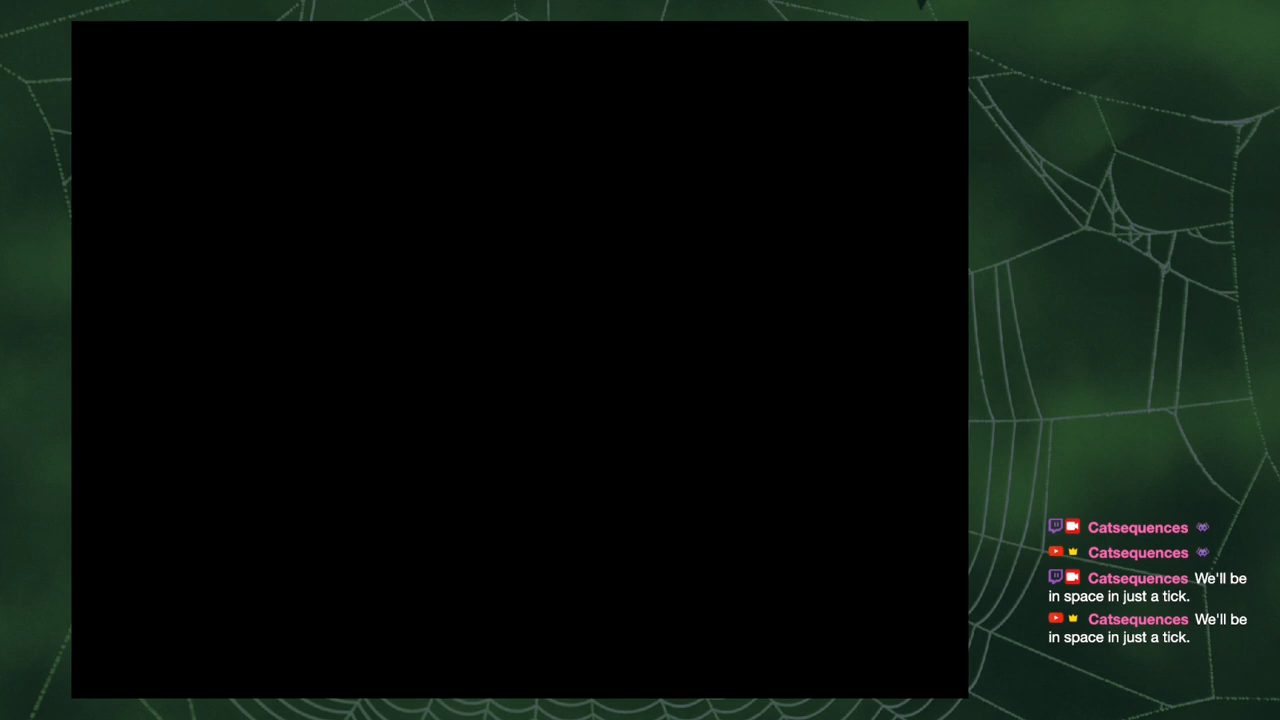 Catsequences
Catsequences
Catsequences We'll be
in space in just a tick.
Catsequences We'll be
in space in just a tick.